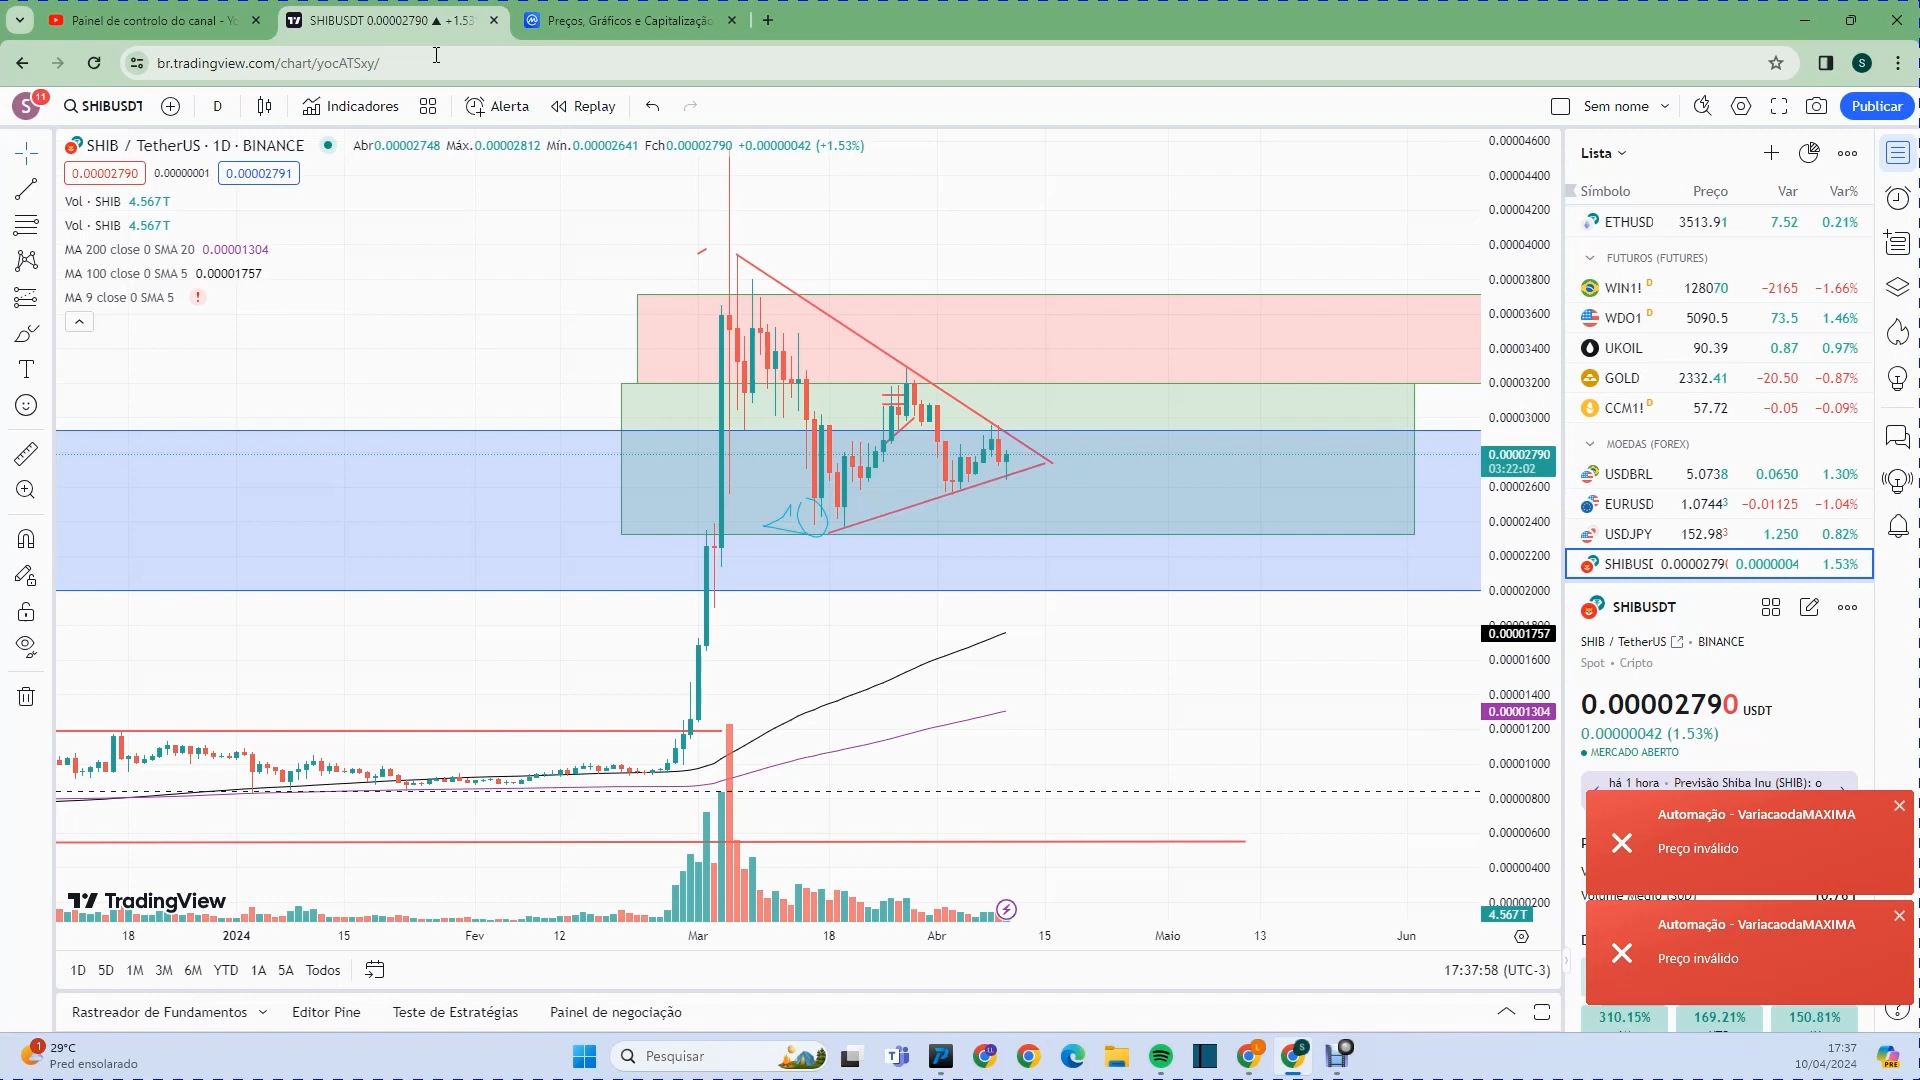 Painel de controlo do canal - Yo
SHIBUSDT 0.00002790 ▲ +1.53
Preços, Gráficos e Capitalização
br.tradingview.com/chart/yocATSxy/
S
11
SHIBUSDT
D
Indicadores
Alerta
Replay
Sem nome
Publicar
SHIB / TetherUS · 1D · BINANCE
Abr0.00002748 Máx.0.00002812 Mín.0.00002641 Fch0.00002790 +0.00000042 (+1.53%)
0.00002790
0.00000001
0.00002791
Vol · SHIB 4.567T
Vol · SHIB 4.567T
MA 200 close 0 SMA 20 0.00001304
MA 100 close 0 SMA 5 0.00001757
MA 9 close 0 SMA 5
0.00004600
0.00004400
0.00004200
0.00004000
0.00003800
0.00003600
0.00003400
0.00003200
0.00003000
0.00002790
03:22:02
0.00002600
0.00002400
0.00002200
0.00002000
0.00001757
0.00001600
0.00001400
0.00001304
0.00001200
0.00001000
0.00000800
0.00000600
0.00000400
0.00000200
4.567T
TradingView
18 2024 15 Fev 12 Mar 18 Abr 15 Maio 13 Jun
1D 5D 1M 3M 6M YTD 1A 5A Todos
17:37:58 (UTC-3)
Rastreador de Fundamentos Editor Pine Teste de Estratégias Painel de negociação
Lista
Símbolo Preço Var Var%
ETHUSD 3513.91 7.52 0.21%
FUTUROS (FUTURES)
WIN1! D 128070 −2165 −1.66%
WDO1 D 5090.5 73.5 1.46%
UKOIL 90.39 0.87 0.97%
GOLD 2332.41 −20.50 −0.87%
CCM1! D 57.72 −0.05 −0.09%
MOEDAS (FOREX)
USDBRL 5.0738 0.0650 1.30%
EURUSD 1.07443 −0.01125 −1.04%
USDJPY 152.983 1.250 0.82%
SHIBUSD 0.00002790 0.0000004 1.53%
SHIBUSDT
SHIB / TetherUS • BINANCE
Spot • Cripto
0.00002790 USDT
0.00000042 (1.53%)
MERCADO ABERTO
há 1 hora • Previsão Shiba Inu (SHIB): o
Automação - VariacaodaMAXIMA
Preço inválido
Automação - VariacaodaMAXIMA
Preço inválido
310.15% 169.21% 150.81%
1
29°C
Pred ensolarado
Pesquisar
17:37
10/04/2024